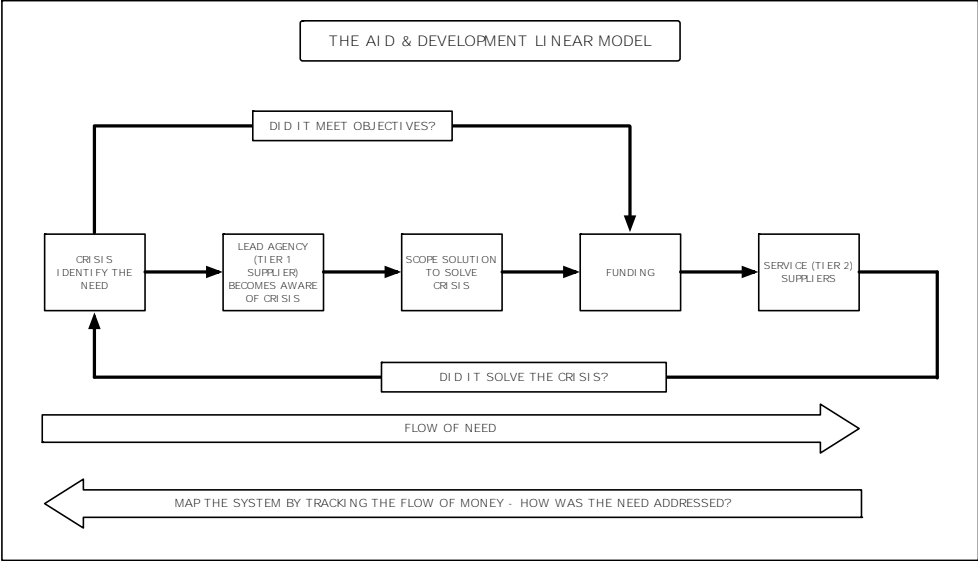 THE AID & DEVELOPMENT LINEAR MODEL
DID IT MEET OBJECTIVES?
CRISIS
IDENTIFY THE
NEED
LEAD AGENCY
(TIER 1
SUPPLIER)
BECOMES AWARE
OF CRISIS
SCOPE SOLUTION
TO SOLVE
CRISIS
FUNDING
SERVICE (TIER 2)
SUPPLIERS
DID IT SOLVE THE CRISIS?
FLOW OF NEED
MAP THE SYSTEM BY TRACKING THE FLOW OF MONEY - HOW WAS THE NEED ADDRESSED?